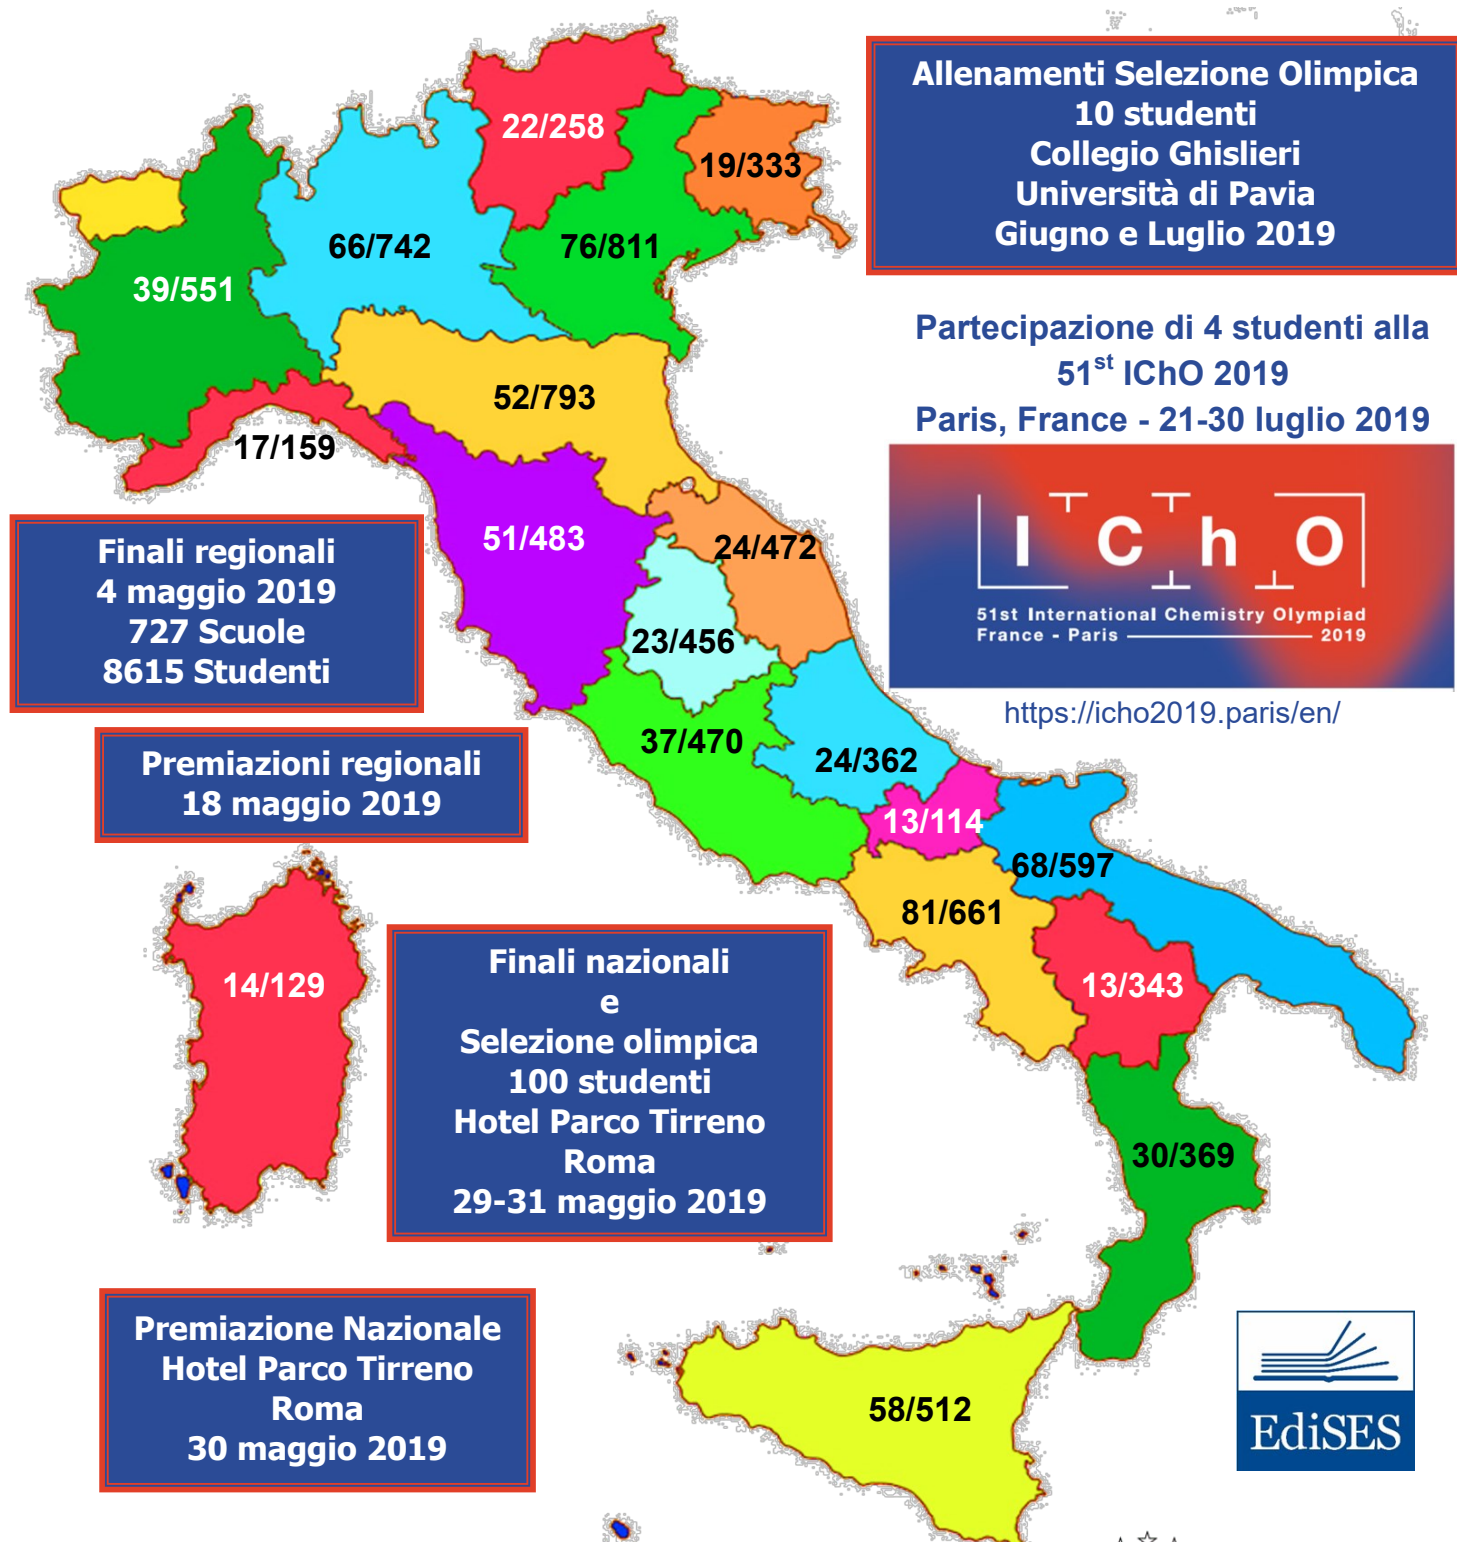 Allenamenti Selezione Olimpica
10 studenti
Collegio Ghislieri
Università di Pavia
Giugno e Luglio 2019
22/258
19/333
66/742
76/811
39/551
Partecipazione di 4 studenti alla
51st IChO 2019
Paris, France - 21-30 luglio 2019
52/793
17/159
I C h O
51st International Chemistry Olympiad
France - Paris 2019
https://icho2019.paris/en/
51/483
24/472
Finali regionali
4 maggio 2019
727 Scuole
8615 Studenti
23/456
37/470
24/362
Premiazioni regionali
18 maggio 2019
13/114
68/597
81/661
14/129
13/343
Finali nazionali
e
Selezione olimpica
100 studenti
Hotel Parco Tirreno
Roma
29-31 maggio 2019
30/369
Premiazione Nazionale
Hotel Parco Tirreno
Roma
30 maggio 2019
58/512
EdiSES